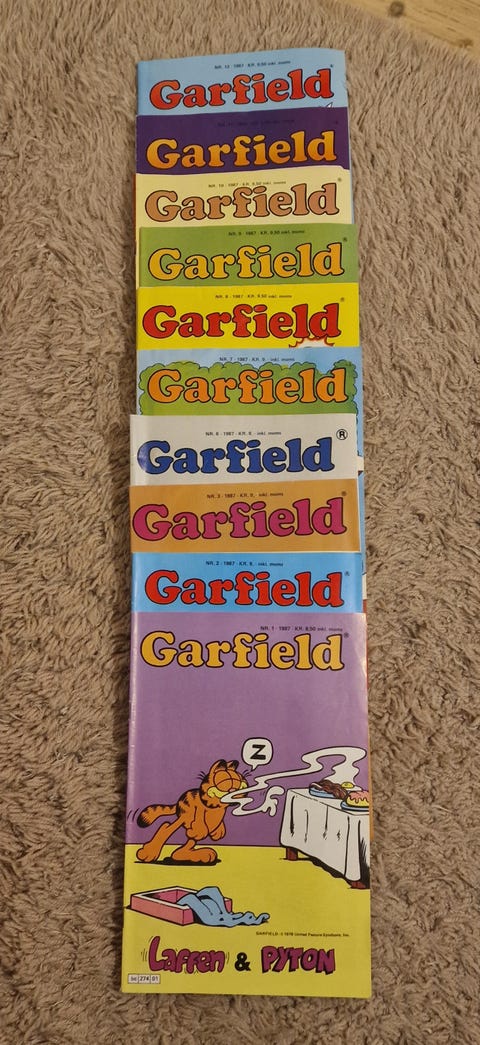 NR. 12 · 1987 · KR. 9,50 inkl. moms
Garfield
Garfield
NR. 10 · 1987 · KR. 9,50 inkl. moms
Garfield®
NR. 9 · 1987 · KR. 9,50 inkl. moms
Garfield®
NR. 8 · 1987 · KR. 9,50 inkl. moms
Garfield®
NR. 7 · 1987 · KR. 9,- inkl. moms
Garfield
NR. 6 · 1987 · KR. 9,- inkl. moms
Garfield®
NR. 3 · 1987 · KR. 9,- inkl. moms
Garfield®
NR. 2 · 1987 · KR. 9,- inkl. moms
Garfield®
NR. 1 · 1987 · KR. 8,50 inkl. moms
Garfield®
Z
GARFIELD: © 1978 United Feature Syndicate, Inc.
Laffen & PYTON
274 01